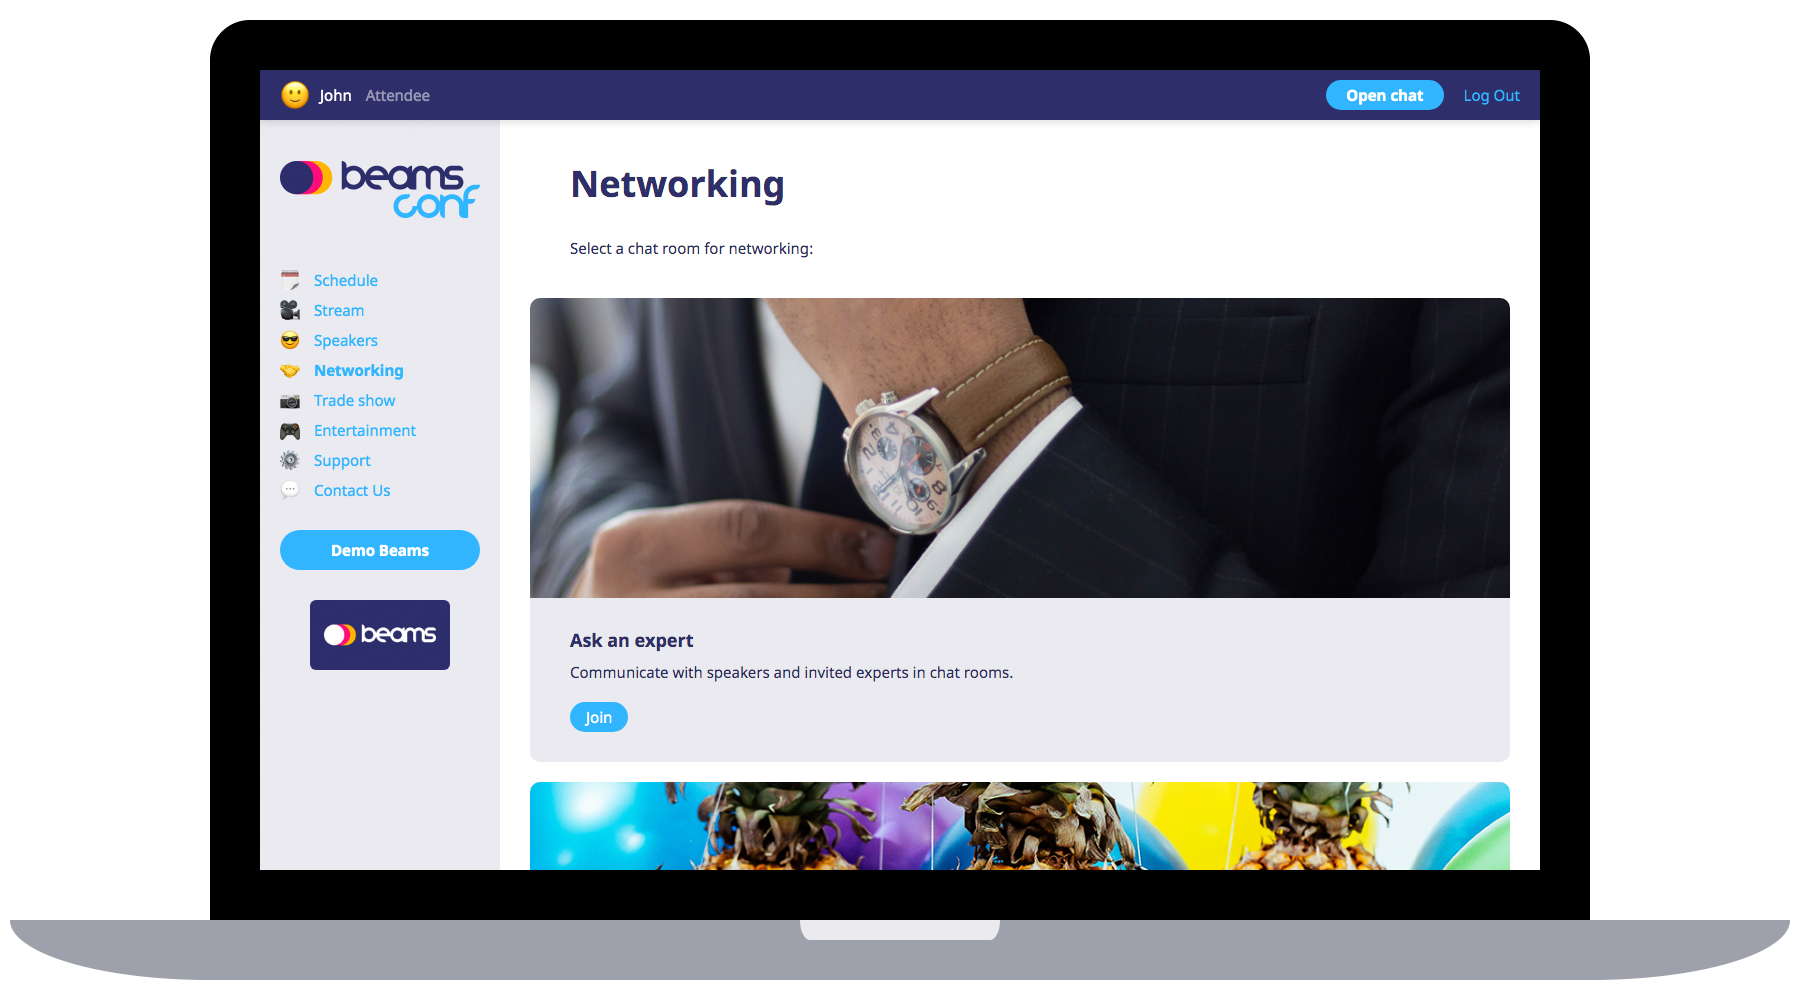 John Attendee
Open chat
Log Out
beams
conf
Schedule
Stream
Speakers
Networking
Trade show
Entertainment
Support
Contact Us
Demo Beams
beams
Networking
Select a chat room for networking:
Ask an expert
Communicate with speakers and invited experts in chat rooms.
Join